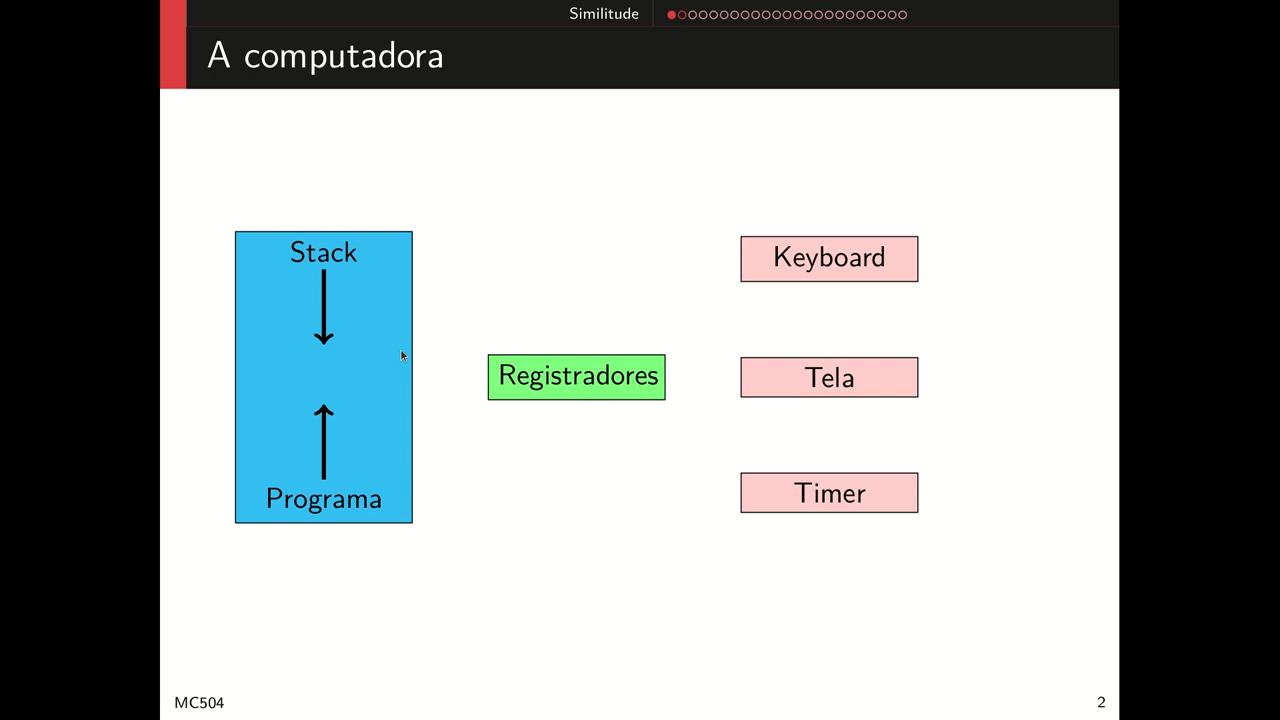 Similitude
A computadora
Stack
Programa
Registradores
Keyboard
Tela
Timer
MC504
2